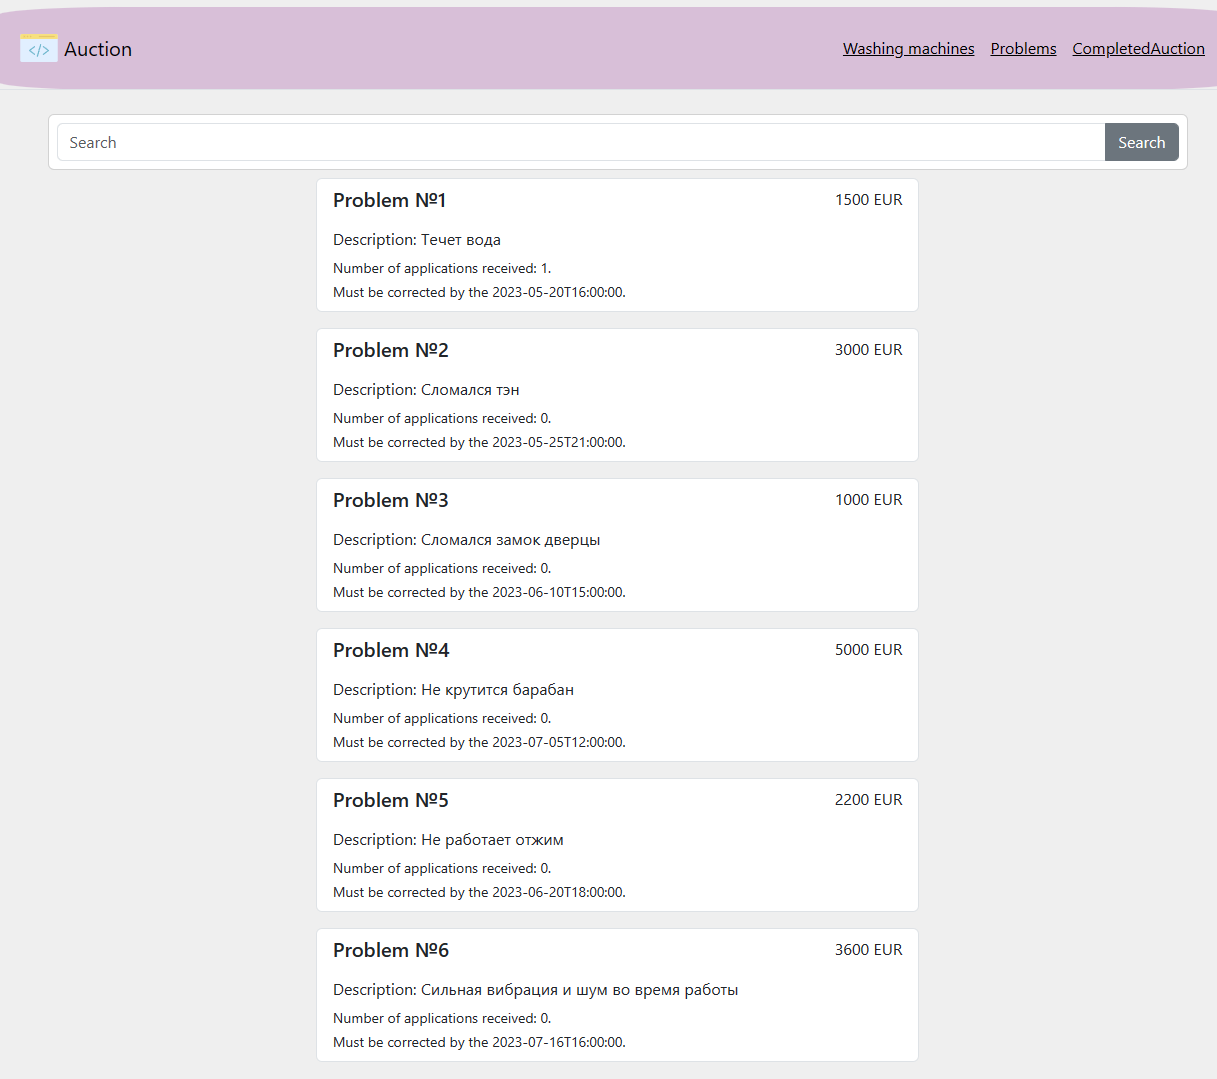 </> Auction Washing machines Problems CompletedAuction
Search Search
Problem №1 1500 EUR
Description: Течет вода
Number of applications received: 1.
Must be corrected by the 2023-05-20T16:00:00.
Problem №2 3000 EUR
Description: Сломался тэн
Number of applications received: 0.
Must be corrected by the 2023-05-25T21:00:00.
Problem №3 1000 EUR
Description: Сломался замок дверцы
Number of applications received: 0.
Must be corrected by the 2023-06-10T15:00:00.
Problem №4 5000 EUR
Description: Не крутится барабан
Number of applications received: 0.
Must be corrected by the 2023-07-05T12:00:00.
Problem №5 2200 EUR
Description: Не работает отжим
Number of applications received: 0.
Must be corrected by the 2023-06-20T18:00:00.
Problem №6 3600 EUR
Description: Сильная вибрация и шум во время работы
Number of applications received: 0.
Must be corrected by the 2023-07-16T16:00:00.